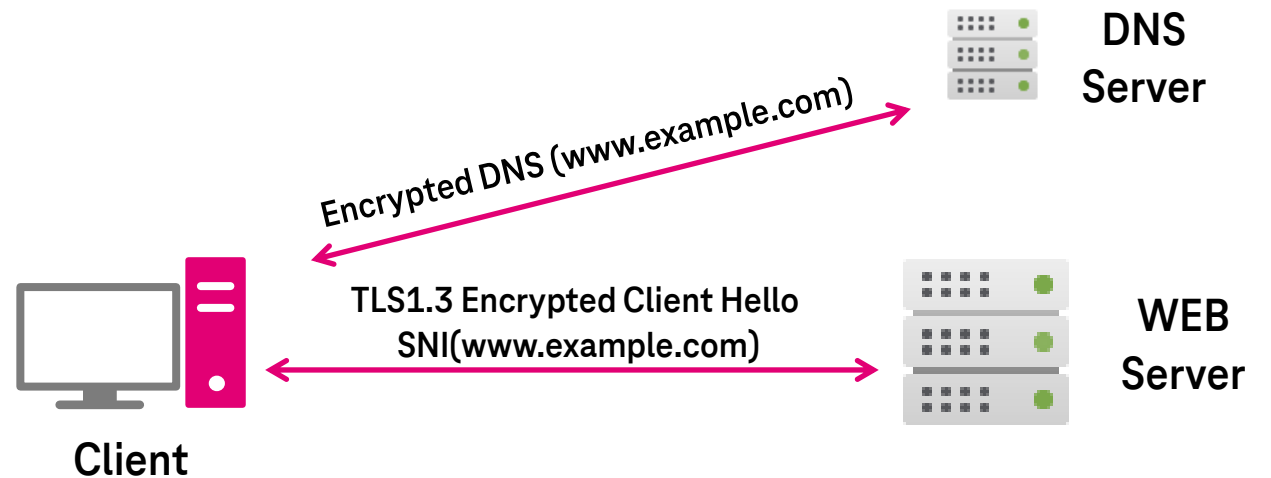 DNS
Server
Encrypted DNS (www.example.com)
TLS1.3 Encrypted Client Hello
SNI(www.example.com)
WEB
Server
Client